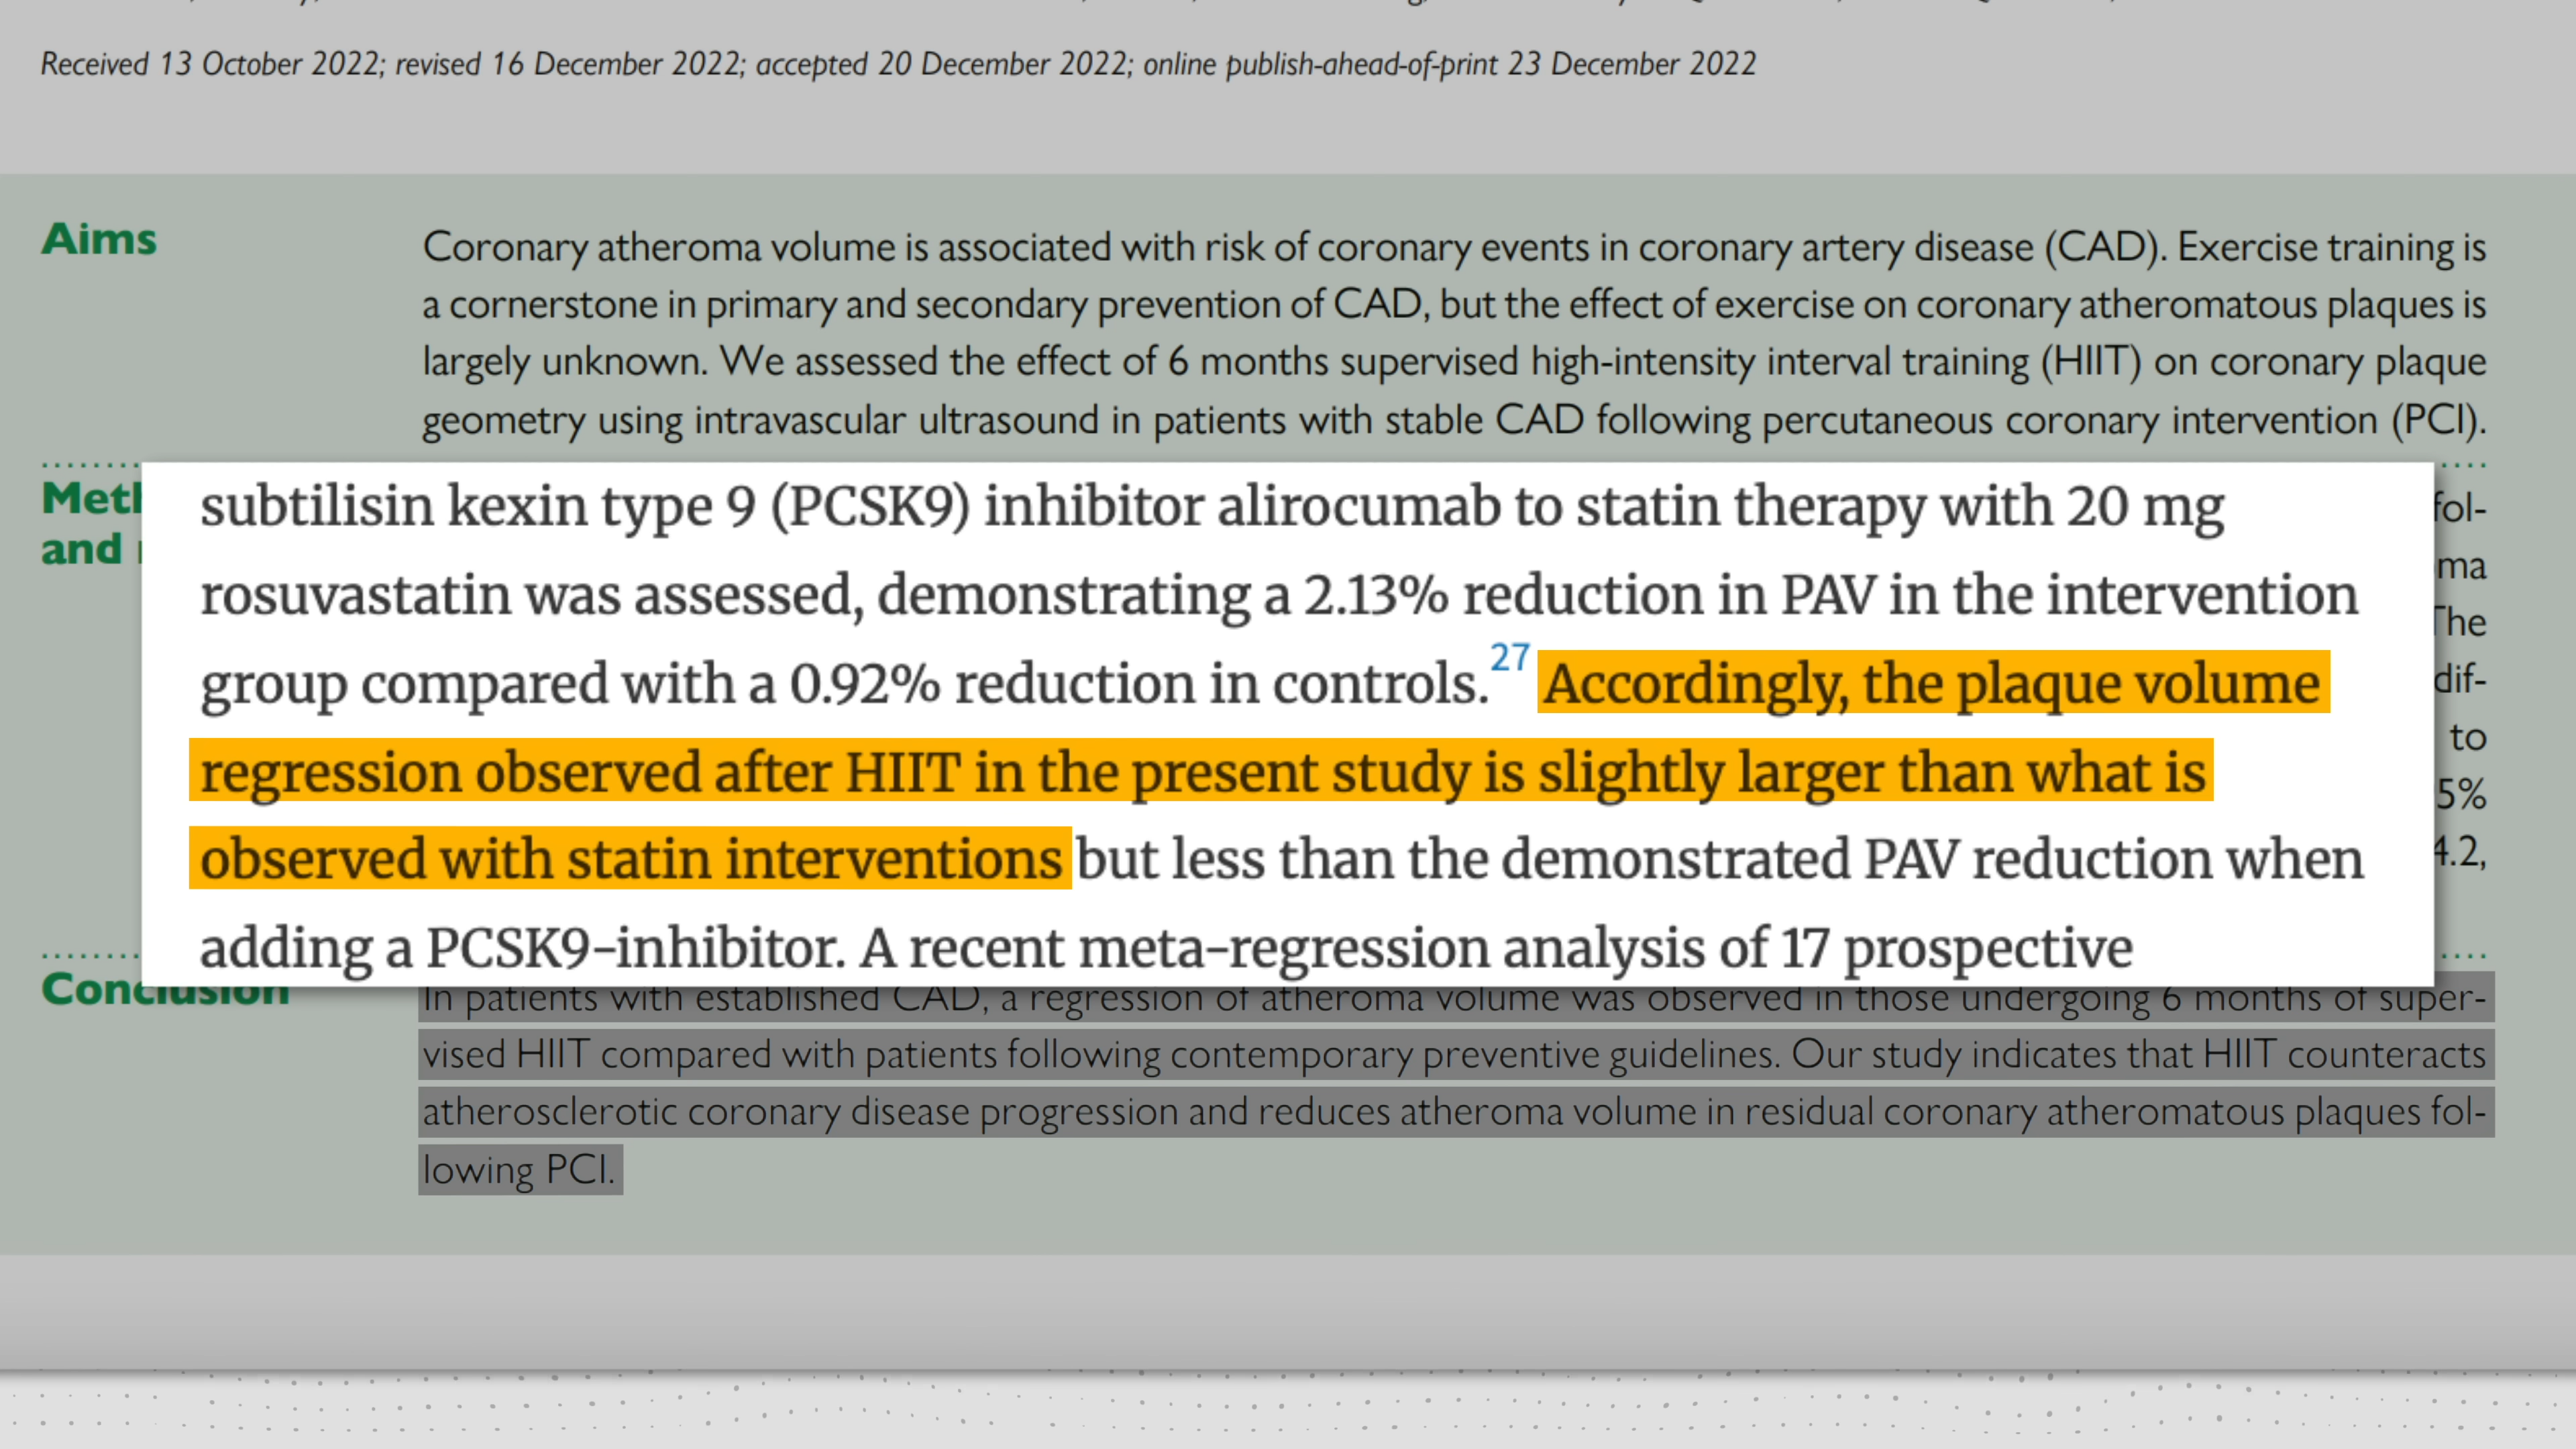 Received 13 October 2022; revised 16 December 2022; accepted 20 December 2022; online publish-ahead-of-print 23 December 2022
Aims
Coronary atheroma volume is associated with risk of coronary events in coronary artery disease (CAD). Exercise training is
a cornerstone in primary and secondary prevention of CAD, but the effect of exercise on coronary atheromatous plaques is
largely unknown. We assessed the effect of 6 months supervised high-intensity interval training (HIIT) on coronary plaque
geometry using intravascular ultrasound in patients with stable CAD following percutaneous coronary intervention (PCI).
subtilisin kexin type 9 (PCSK9) inhibitor alirocumab to statin therapy with 20 mg
rosuvastatin was assessed, demonstrating a 2.13% reduction in PAV in the intervention
group compared with a 0.92% reduction in controls.27 Accordingly, the plaque volume
regression observed after HIIT in the present study is slightly larger than what is
observed with statin interventions but less than the demonstrated PAV reduction when
adding a PCSK9-inhibitor. A recent meta-regression analysis of 17 prospective
and
fol-
ma
The
dif-
to
5%
4.2,
Conclusion
In patients with established CAD, a regression of atheroma volume was observed in those undergoing 6 months of super-
vised HIIT compared with patients following contemporary preventive guidelines. Our study indicates that HIIT counteracts
atherosclerotic coronary disease progression and reduces atheroma volume in residual coronary atheromatous plaques fol-
lowing PCI.